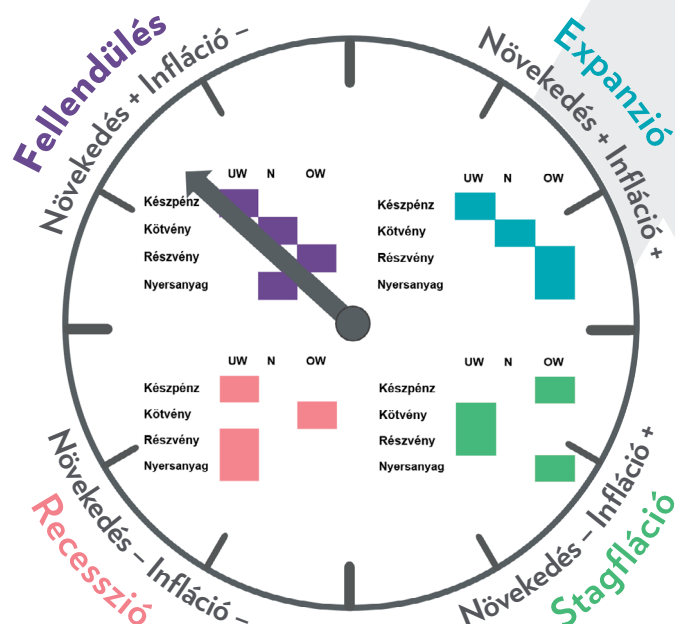 Fellendülés
Növekedés + Infláció –
Expanzió
Növekedés + Infláció +
UW N OW
Készpénz
Kötvény
Részvény
Nyersanyag
UW N OW
Készpénz
Kötvény
Részvény
Nyersanyag
UW N OW
Készpénz
Kötvény
Részvény
Nyersanyag
UW N OW
Készpénz
Kötvény
Részvény
Nyersanyag
Növekedés – Infláció –
Recesszió
Növekedés – Infláció +
Stagfláció